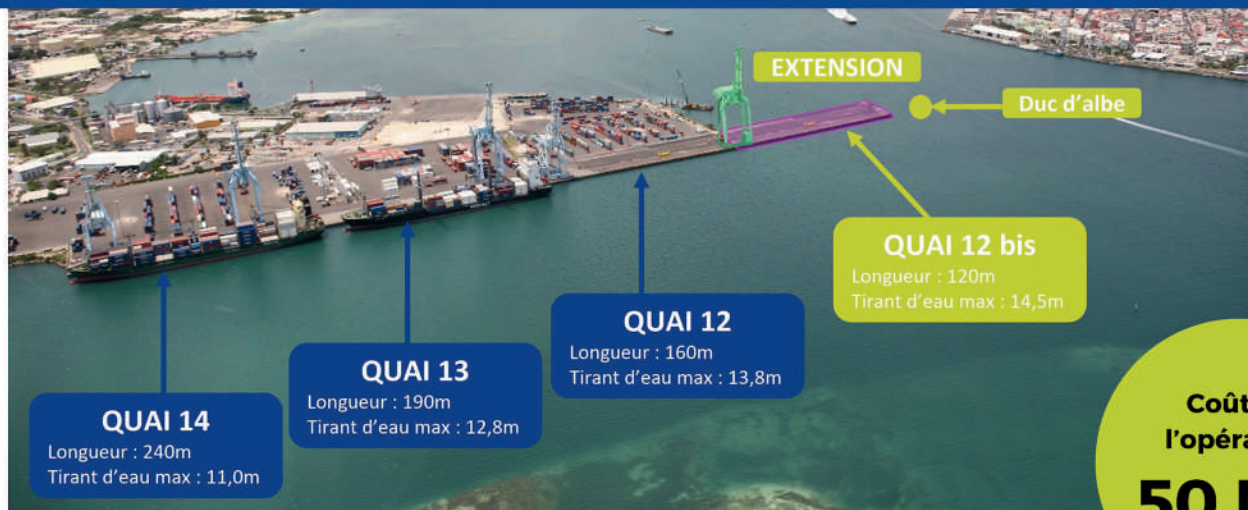 EXTENSION
Duc d'albe
QUAI 12 bis
Longueur : 120m
Tirant d'eau max : 14,5m
QUAI 12
Longueur : 160m
Tirant d'eau max : 13,8m
QUAI 13
Longueur : 190m
Tirant d'eau max : 12,8m
QUAI 14
Longueur : 240m
Tirant d'eau max : 11,0m
Coût
50